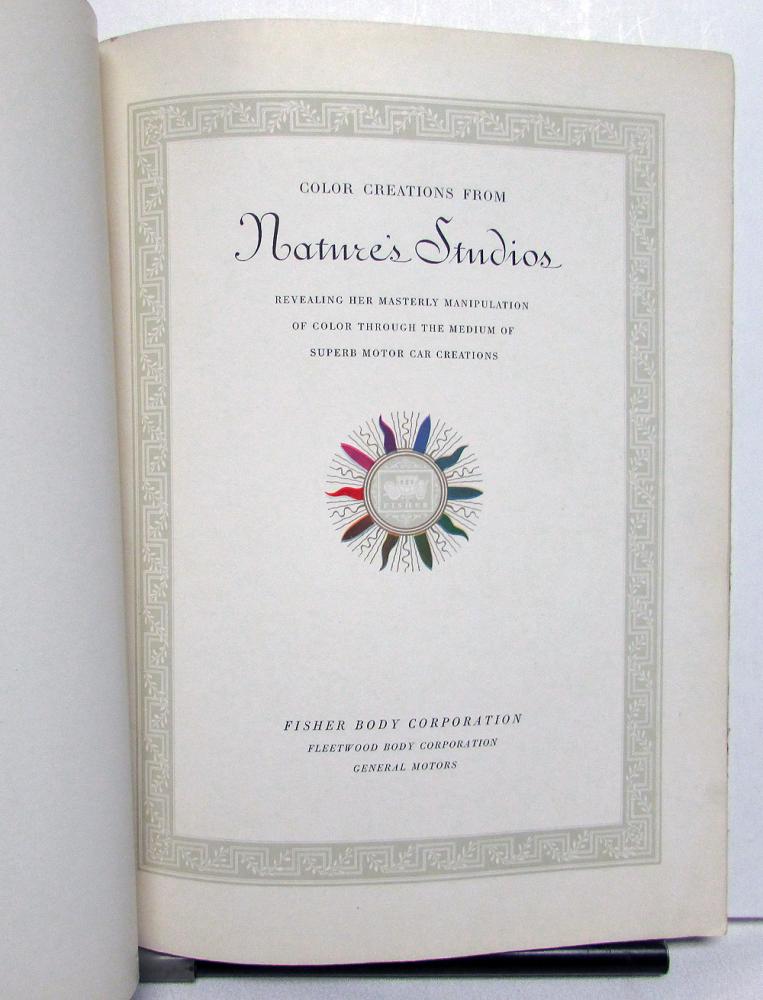 COLOR CREATIONS FROM
Nature's Studios
REVEALING HER MASTERLY MANIPULATION
OF COLOR THROUGH THE MEDIUM OF
SUPERB MOTOR CAR CREATIONS
FISHER
FISHER BODY CORPORATION
FLEETWOOD BODY CORPORATION
GENERAL MOTORS